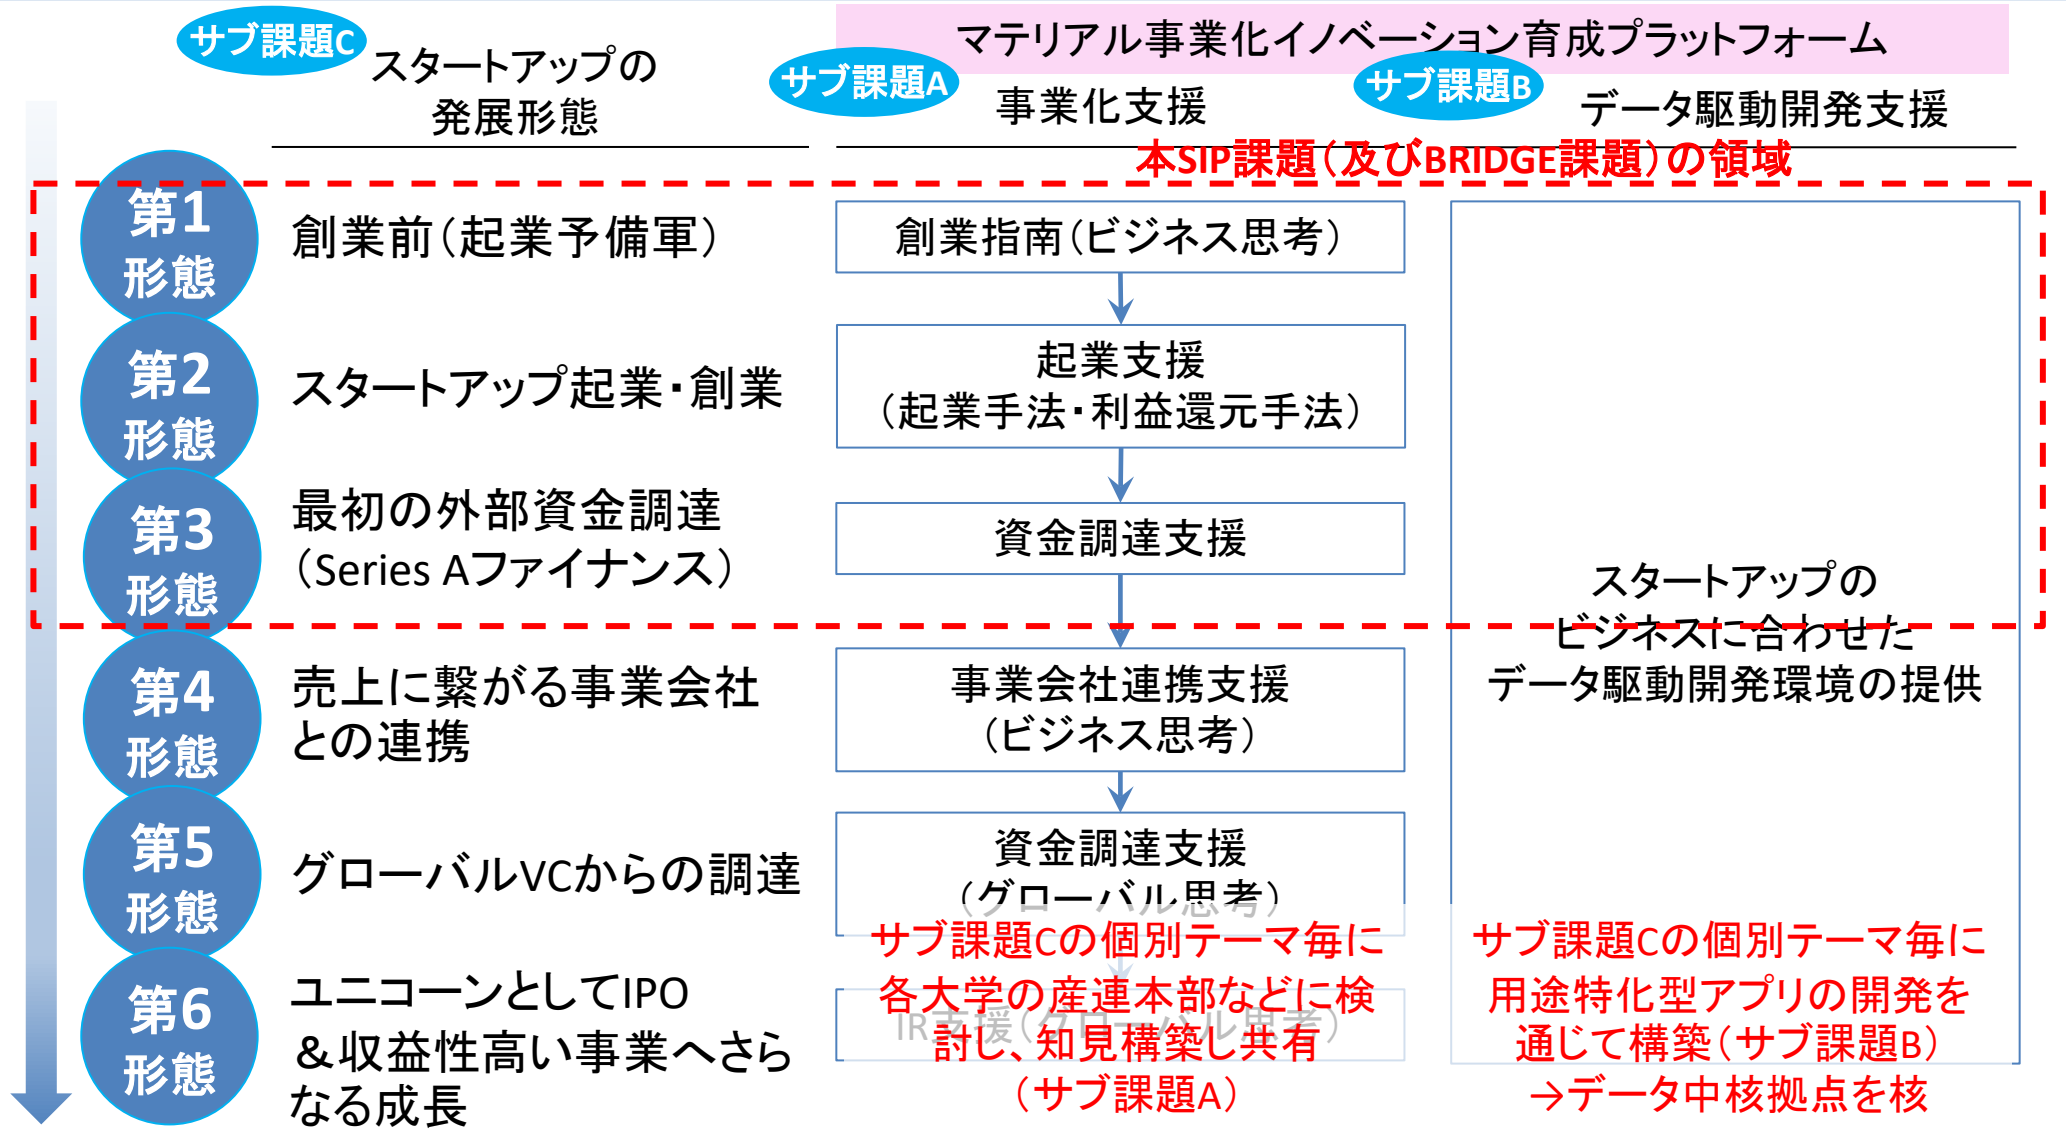 サブ課題C
スタートアップの
発展形態
マテリアル事業化イノベーション育成プラットフォーム
サブ課題A
事業化支援
サブ課題B
データ駆動開発支援
本SIP課題（及びBRIDGE課題）の領域
第1
形態
創業前（起業予備軍）
創業指南（ビジネス思考）
第2
形態
スタートアップ起業・創業
起業支援
（起業手法・利益還元手法）
第3
形態
最初の外部資金調達
（Series Aファイナンス）
資金調達支援
スタートアップの
ビジネスに合わせた
データ駆動開発環境の提供
第4
形態
売上に繋がる事業会社
との連携
事業会社連携支援
（ビジネス思考）
第5
形態
グローバルVCからの調達
資金調達支援
（グローバル思考）
第6
形態
ユニコーンとしてIPO
＆収益性高い事業へさら
なる成長
IR支援（グローバル思考）
サブ課題Cの個別テーマ毎に
各大学の産連本部などに検
討し、知見構築し共有
（サブ課題A）
サブ課題Cの個別テーマ毎に
用途特化型アプリの開発を
通じて構築（サブ課題B）
→データ中核拠点を核